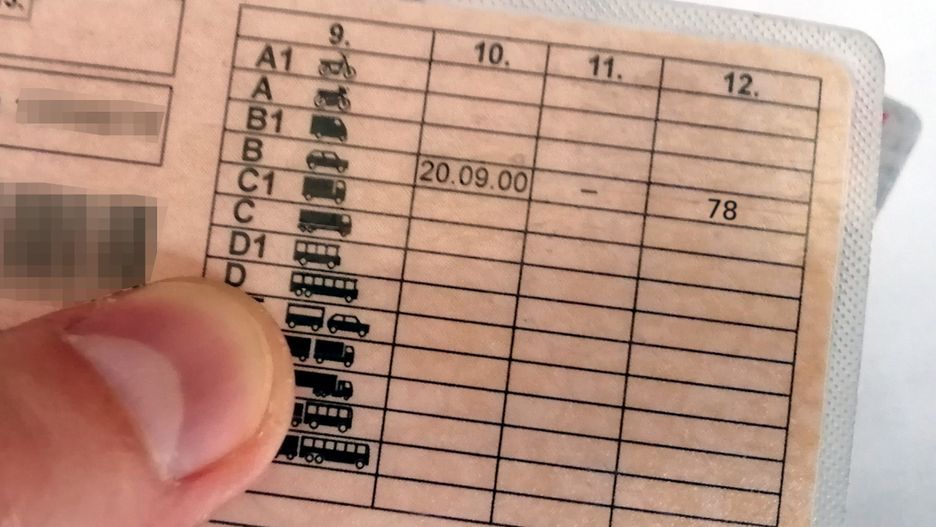 9. 10. 11. 12.
A1
A
B1
B 20.09.00 – 78
C1
C
D1
D